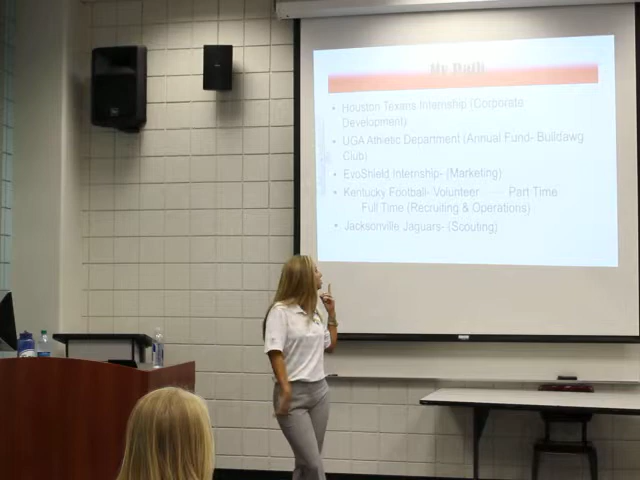 My Path
• Houston Texans Internship (Corporate
Development)
• UGA Athletic Department (Annual Fund- Bulldawg
Club)
• EvoShield Internship- (Marketing)
• Kentucky Football- Volunteer Part Time
Full Time (Recruiting & Operations)
• Jacksonville Jaguars- (Scouting)